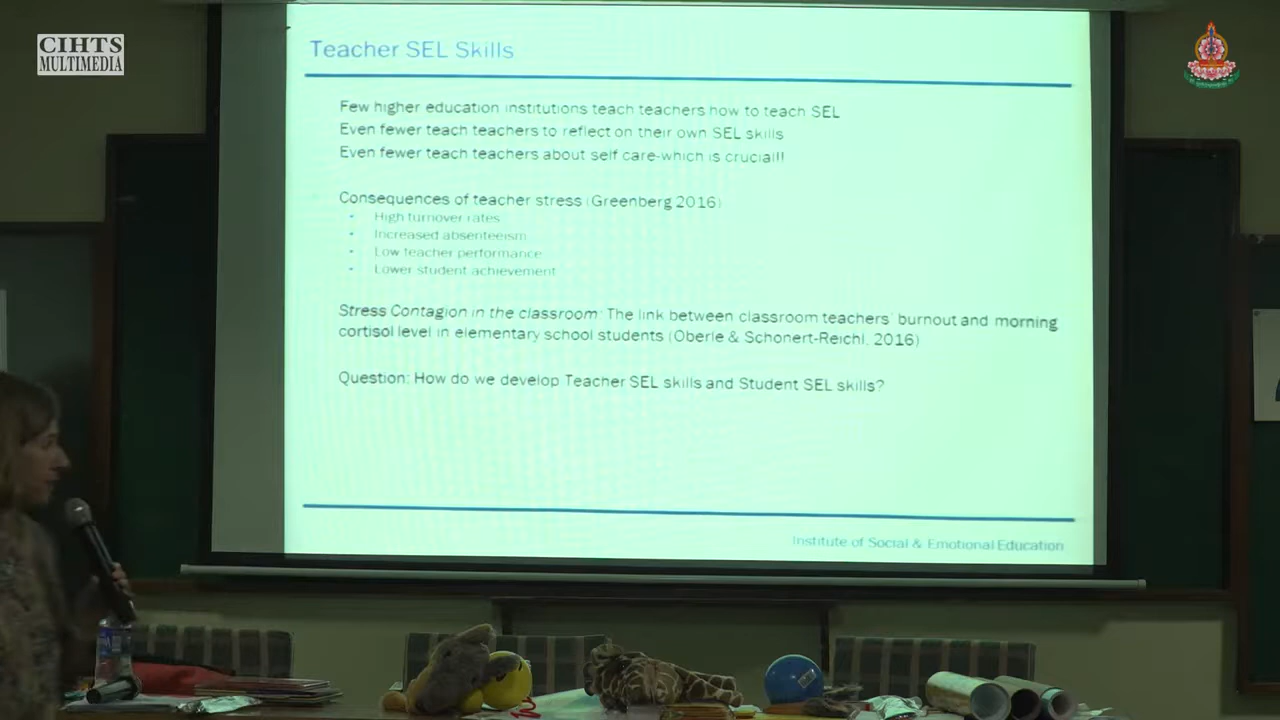 CIHTS
MULTIMEDIA
Teacher SEL Skills
Few higher education institutions teach teachers how to teach SEL
Even fewer teach teachers to reflect on their own SEL skills
Even fewer teach teachers about self care-which is crucial!!
Consequences of teacher stress (Greenberg 2016)
- High turnover rates
- Increased absenteeism
- Low teacher performance
- Lower student achievement
Stress Contagion in the classroom: The link between classroom teachers' burnout and morning
cortisol level in elementary school students (Oberle & Schonert-Reichl, 2016)
Question: How do we develop Teacher SEL skills and Student SEL skills?
Institute of Social & Emotional Education